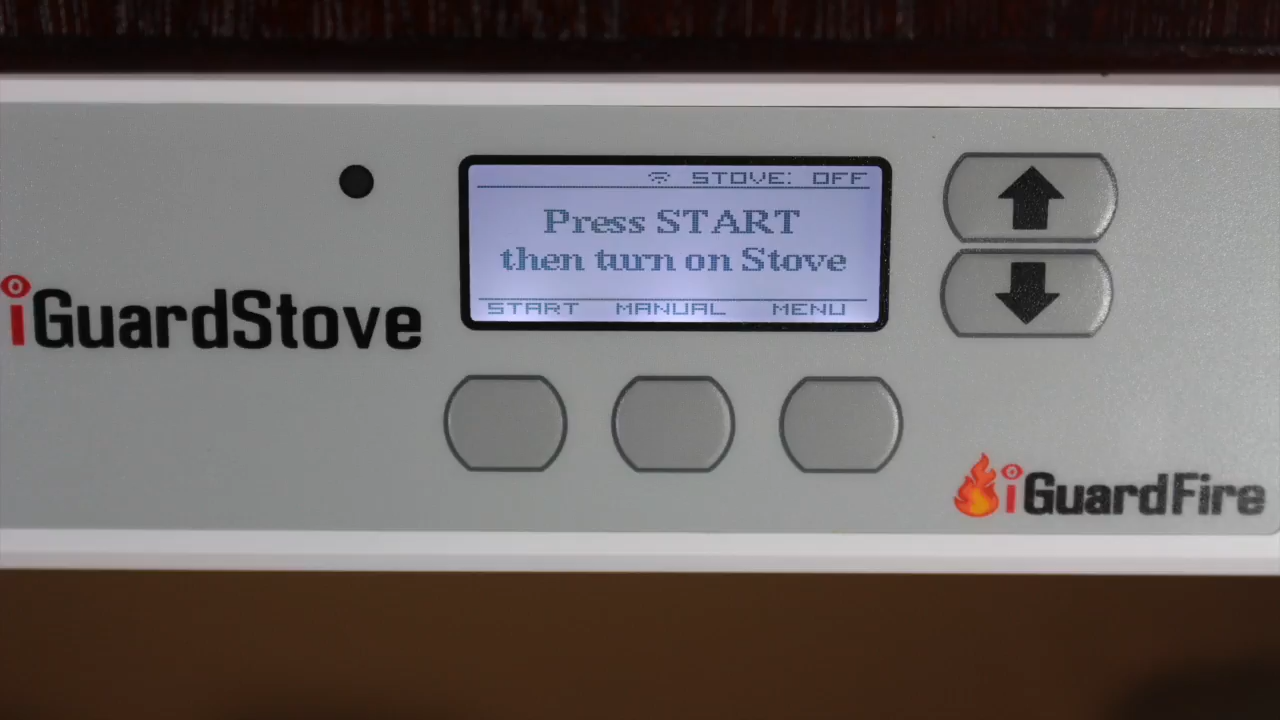 STOVE: OFF
Press START
then turn on Stove
START MANUAL MENU
iGuardStove
iGuardFire